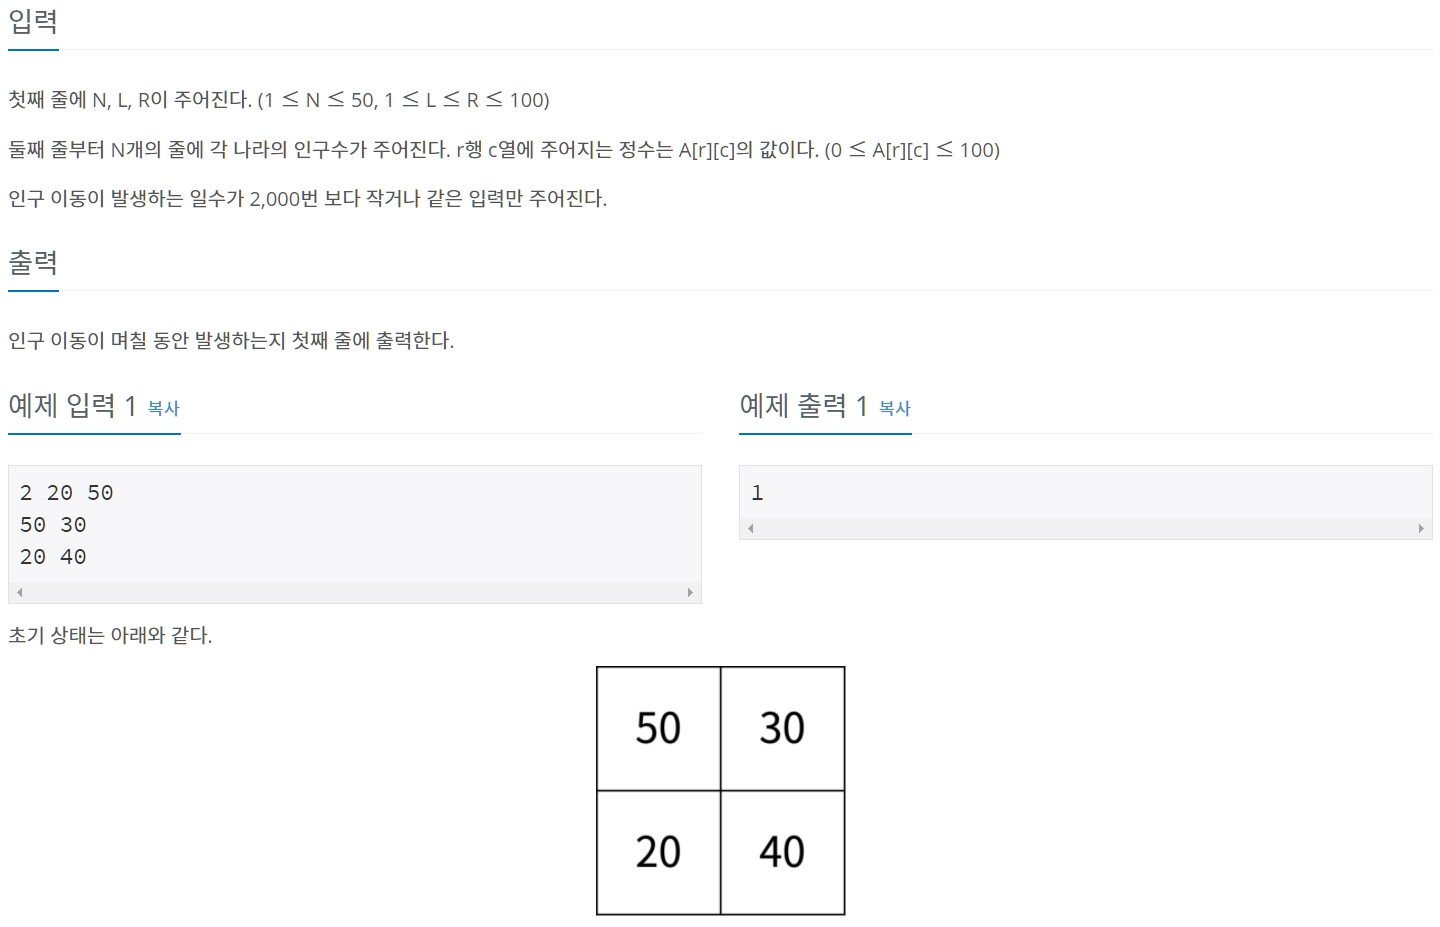 입력
첫째 줄에 N, L, R이 주어진다. (1 ≤ N ≤ 50, 1 ≤ L ≤ R ≤ 100)
둘째 줄부터 N개의 줄에 각 나라의 인구수가 주어진다. r행 c열에 주어지는 정수는 A[r][c]의 값이다. (0 ≤ A[r][c] ≤ 100)
인구 이동이 발생하는 일수가 2,000번 보다 작거나 같은 입력만 주어진다.
출력
인구 이동이 며칠 동안 발생하는지 첫째 줄에 출력한다.
예제 입력 1 복사
2 20 50
50 30
20 40
예제 출력 1 복사
1
초기 상태는 아래와 같다.
50 30
20 40